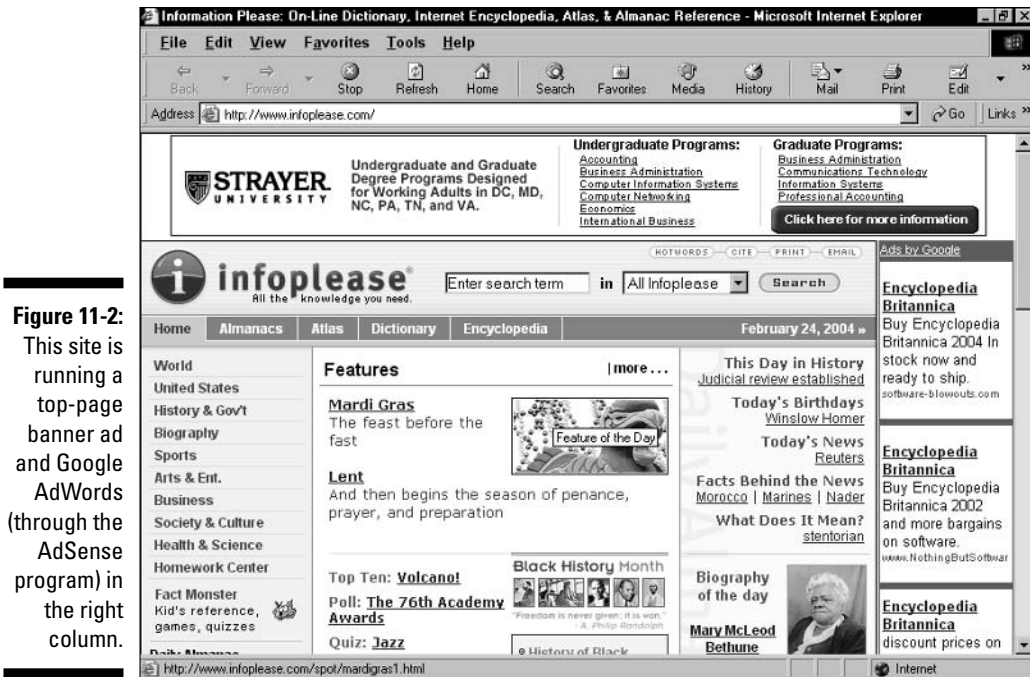 Figure 11-2:
This site is
running a
top-page
banner ad
and Google
AdWords
(through the
AdSense
program) in
the right
column.
Information Please: On-Line Dictionary, Internet Encyclopedia, Atlas, & Almanac Reference - Microsoft Internet Explorer
File Edit View Favorites Tools Help
Back Forward Stop Refresh Home Search Favorites Media History Mail Print Edit
Address http://www.infoplease.com/ Go Links
STRAYER
UNIVERSITY
Undergraduate and Graduate
Degree Programs Designed
for Working Adults in DC, MD,
NC, PA, TN, and VA.
Undergraduate Programs:
Accounting
Business Administration
Computer Information Systems
Computer Networking
Economics
International Business
Graduate Programs:
Business Administration
Communications Technology
Information Systems
Professional Accounting
Click here for more information
infoplease®
All the knowledge you need.
HOTWORDS CITE PRINT EMAIL
Enter search term in All Infoplease Search
Home Almanacs Atlas Dictionary Encyclopedia February 24, 2004 »
World
United States
History & Gov't
Biography
Sports
Arts & Ent.
Business
Society & Culture
Health & Science
Homework Center
Fact Monster
Kid's reference,
games, quizzes
Daily Almanac
Features |more...
Mardi Gras
The feast before the
fast
Feature of the Day
Lent
And then begins the season of penance,
prayer, and preparation
Top Ten: Volcano!
Poll: The 76th Academy
Awards
Quiz: Jazz
Black History Month
"Freedom is never given; it is won."
- A. Philip Randolph
History of Black
This Day in History
Judicial review established
Today's Birthdays
Winslow Homer
Today's News
Reuters
Facts Behind the News
Morocco | Marines | Nader
What Does It Mean?
stentorian
Biography
of the day
Mary McLeod
Bethune
Ads by Google
Encyclopedia
Britannica
Buy Encyclopedia
Britannica 2004 In
stock now and
ready to ship.
software-blowouts.com
Encyclopedia
Britannica
Buy Encyclopedia
Britannica 2002
and more bargains
on software.
www.NothingButSoftwar
Encyclopedia
Britannica
discount prices on
http://www.infoplease.com/spot/mardigras1.html Internet